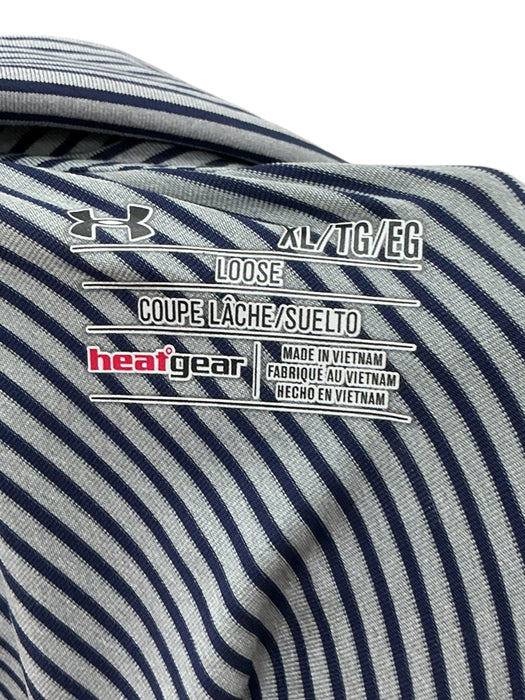 XL/TG/EG
LOOSE
COUPE LÂCHE/SUELTO
heatgear
MADE IN VIETNAM
FABRIQUÉ AU VIETNAM
HECHO EN VIETNAM